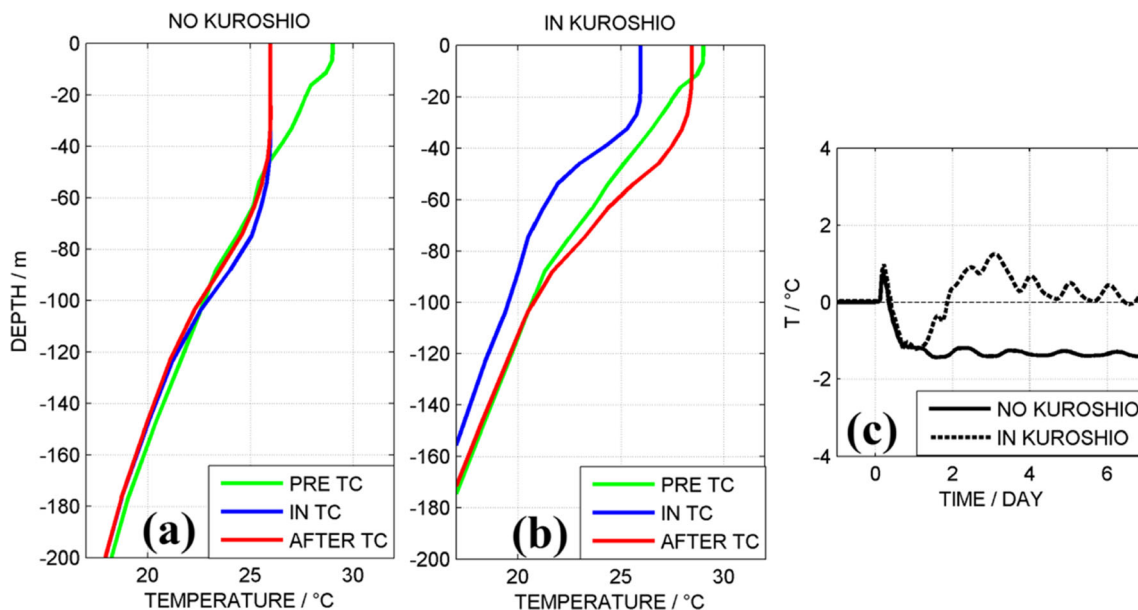 NO KUROSHIO
0
-20
-40
-60
-80
-100
-120
-140
-160
-180
-200
DEPTH / m
20 25 30
TEMPERATURE / °C
PRE TC
IN TC
AFTER TC
(a)
IN KUROSHIO
0
-20
-40
-60
-80
-100
-120
-140
-160
-180
-200
20 25 30
TEMPERATURE / °C
PRE TC
IN TC
AFTER TC
(b)
4
2
0
-2
-4
T / °C
0 2 4 6
TIME / DAY
NO KUROSHIO
IN KUROSHIO
(c)